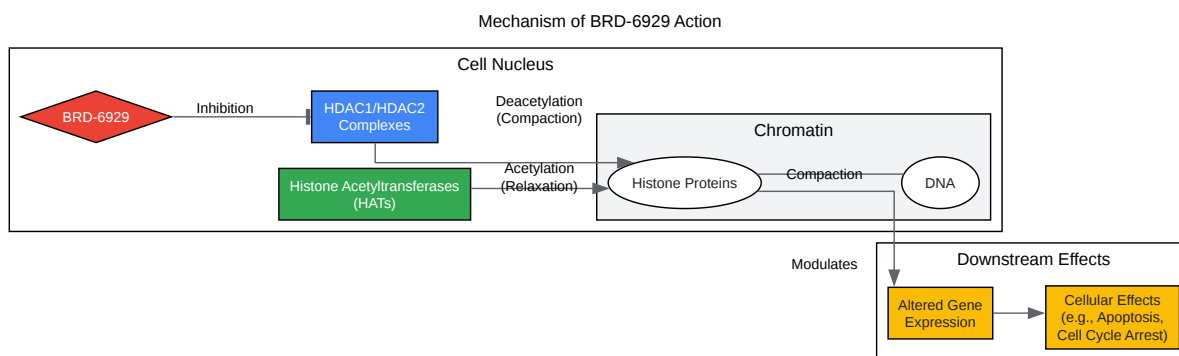 Mechanism of BRD-6929 Action
Cell Nucleus
BRD-6929
Inhibition
HDAC1/HDAC2
Complexes
Deacetylation
(Compaction)
Chromatin
Histone Acetyltransferases
(HATs)
Acetylation
(Relaxation)
Histone Proteins
Compaction
DNA
Modulates
Downstream Effects
Altered Gene
Expression
Cellular Effects
(e.g., Apoptosis,
Cell Cycle Arrest)